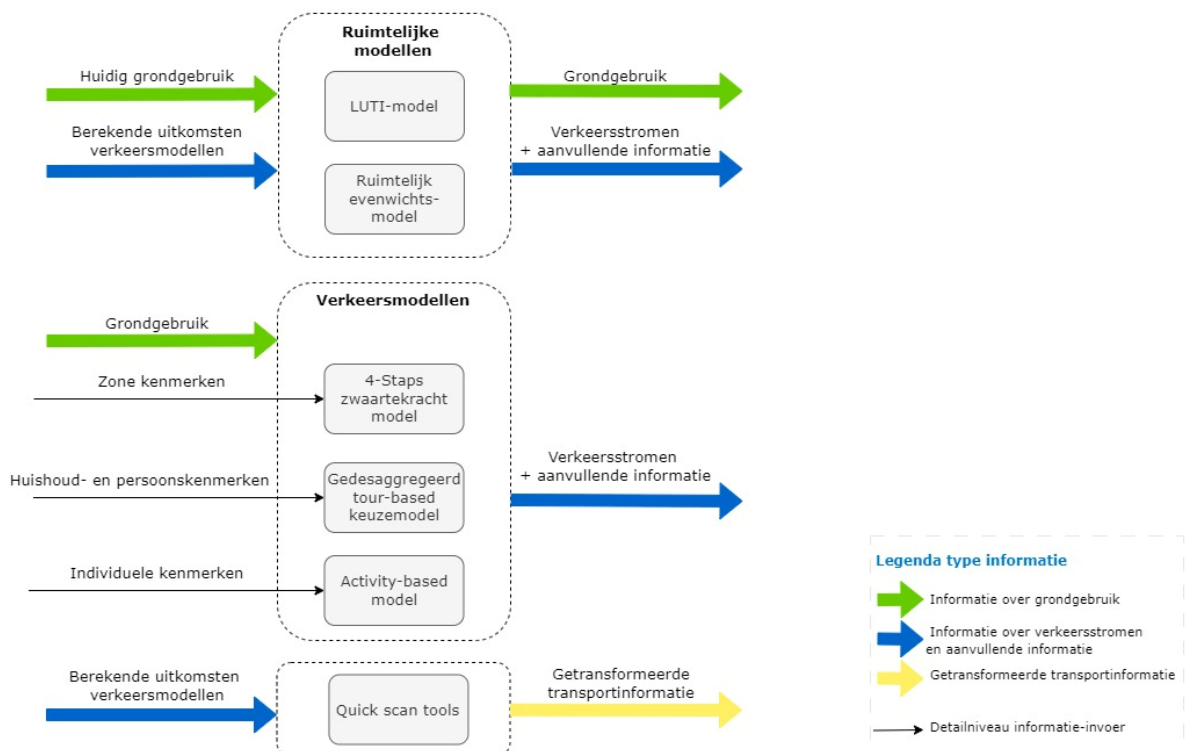 Ruimtelijke
modellen
Huidig grondgebruik
LUTI-model
Grondgebruik
Berekende uitkomsten
verkeersmodellen
Verkeersstromen
+ aanvullende informatie
Ruimtelijk
evenwichts-
model
Verkeersmodellen
Grondgebruik
Zone kenmerken
4-Staps
zwaartekracht
model
Huishoud- en persoonskenmerken
Gedesaggregeerd
tour-based
keuzemodel
Verkeersstromen
+ aanvullende informatie
Individuele kenmerken
Activity-based
model
Berekende uitkomsten
verkeersmodellen
Quick scan tools
Getransformeerde
transportinformatie
Legenda type informatie
Informatie over grondgebruik
Informatie over verkeersstromen
en aanvullende informatie
Getransformeerde transportinformatie
Detailniveau informatie-invoer